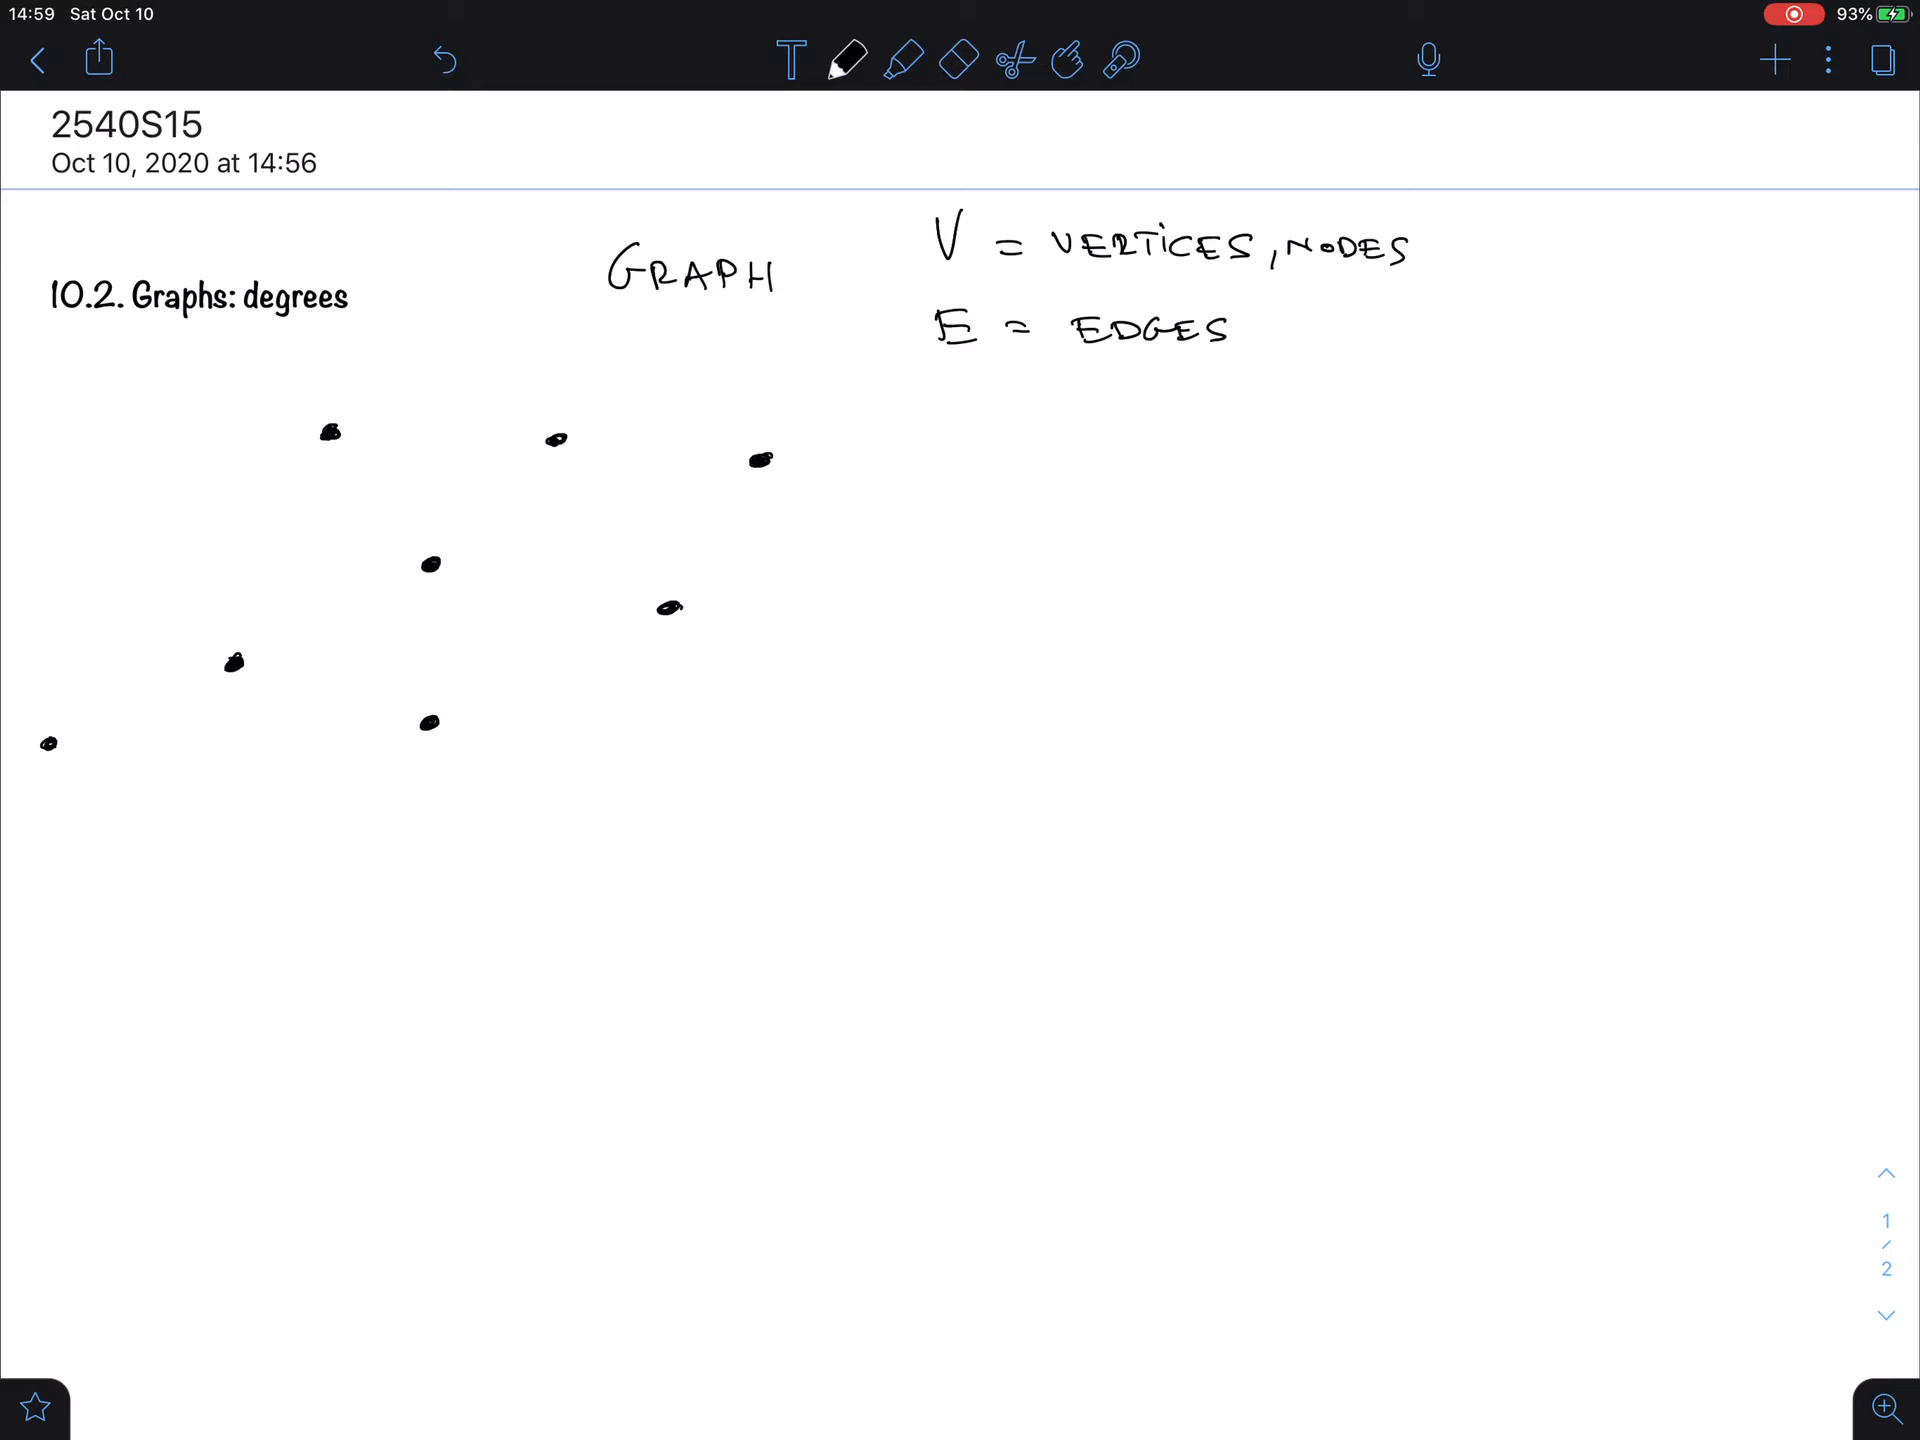 14:59 Sat Oct 10
93%
T
2540S15
Oct 10, 2020 at 14:56
10.2. Graphs: degrees
GRAPH
V = VERTICES, NODES
E = EDGES
1
/
2